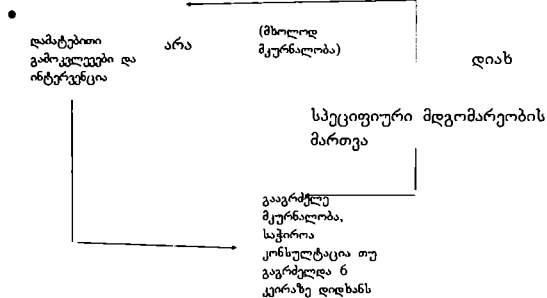 დამატებითი
გამოკვლევები და
ინტერვენცია
არა
(მხოლოდ
მკურნალობა)
დიახ
სპეციფიური მდგომარეობის
მართვა
გააგრძელე
მკურნალობა,
საჭიროა
კონსულტაცია თუ
გაგრძელდა 6
კვირაზე დიდხანს